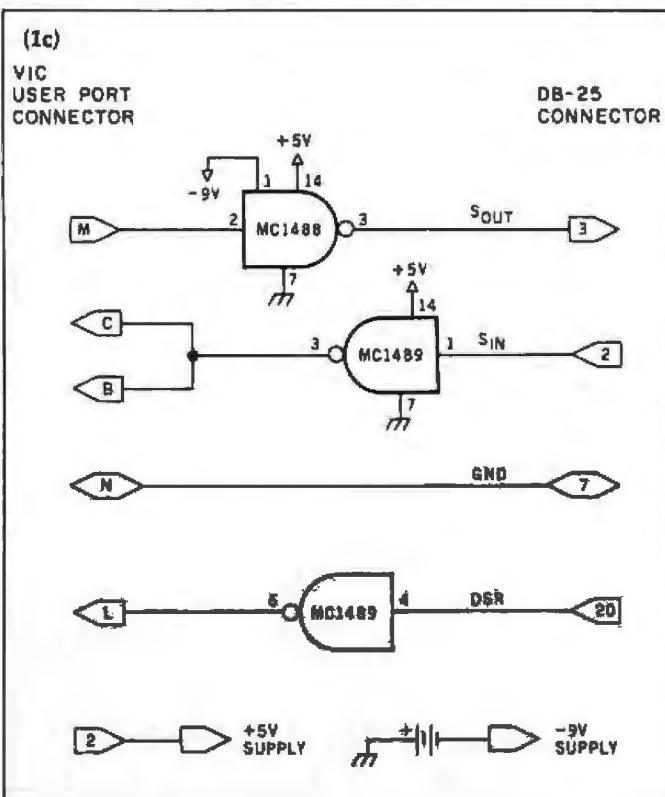 (1c)
VIC
USER PORT
CONNECTOR
DB-25
CONNECTOR
+5V
-9V
1
14
M
2
MC1488
3
SOUT
3
7
+5V
14
C
3
MC1489
1
SIN
2
B
7
N
GND
7
L
6
MC1489
4
DSR
20
2
+5V
SUPPLY
+
-9V
SUPPLY